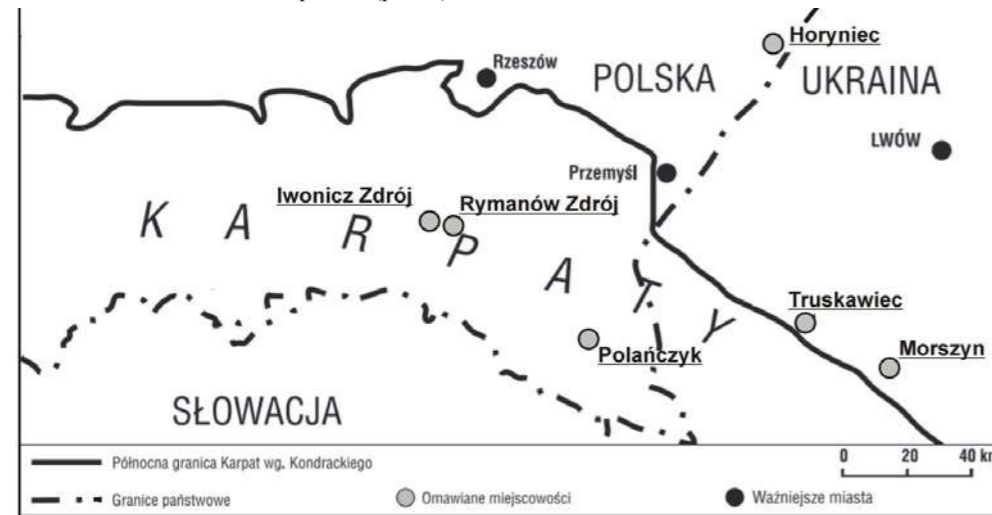 Horyniec
Rzeszów
POLSKA
UKRAINA
LWÓW
Przemyśl
Iwonicz Zdrój
Rymanów Zdrój
K A R P A T Y
Truskawiec
Polańczyk
Morszyn
SŁOWACJA
Północna granica Karpat wg. Kondrackiego
0 20 40 km
Granice państwowe
Omawiane miejscowości
Ważniejsze miasta